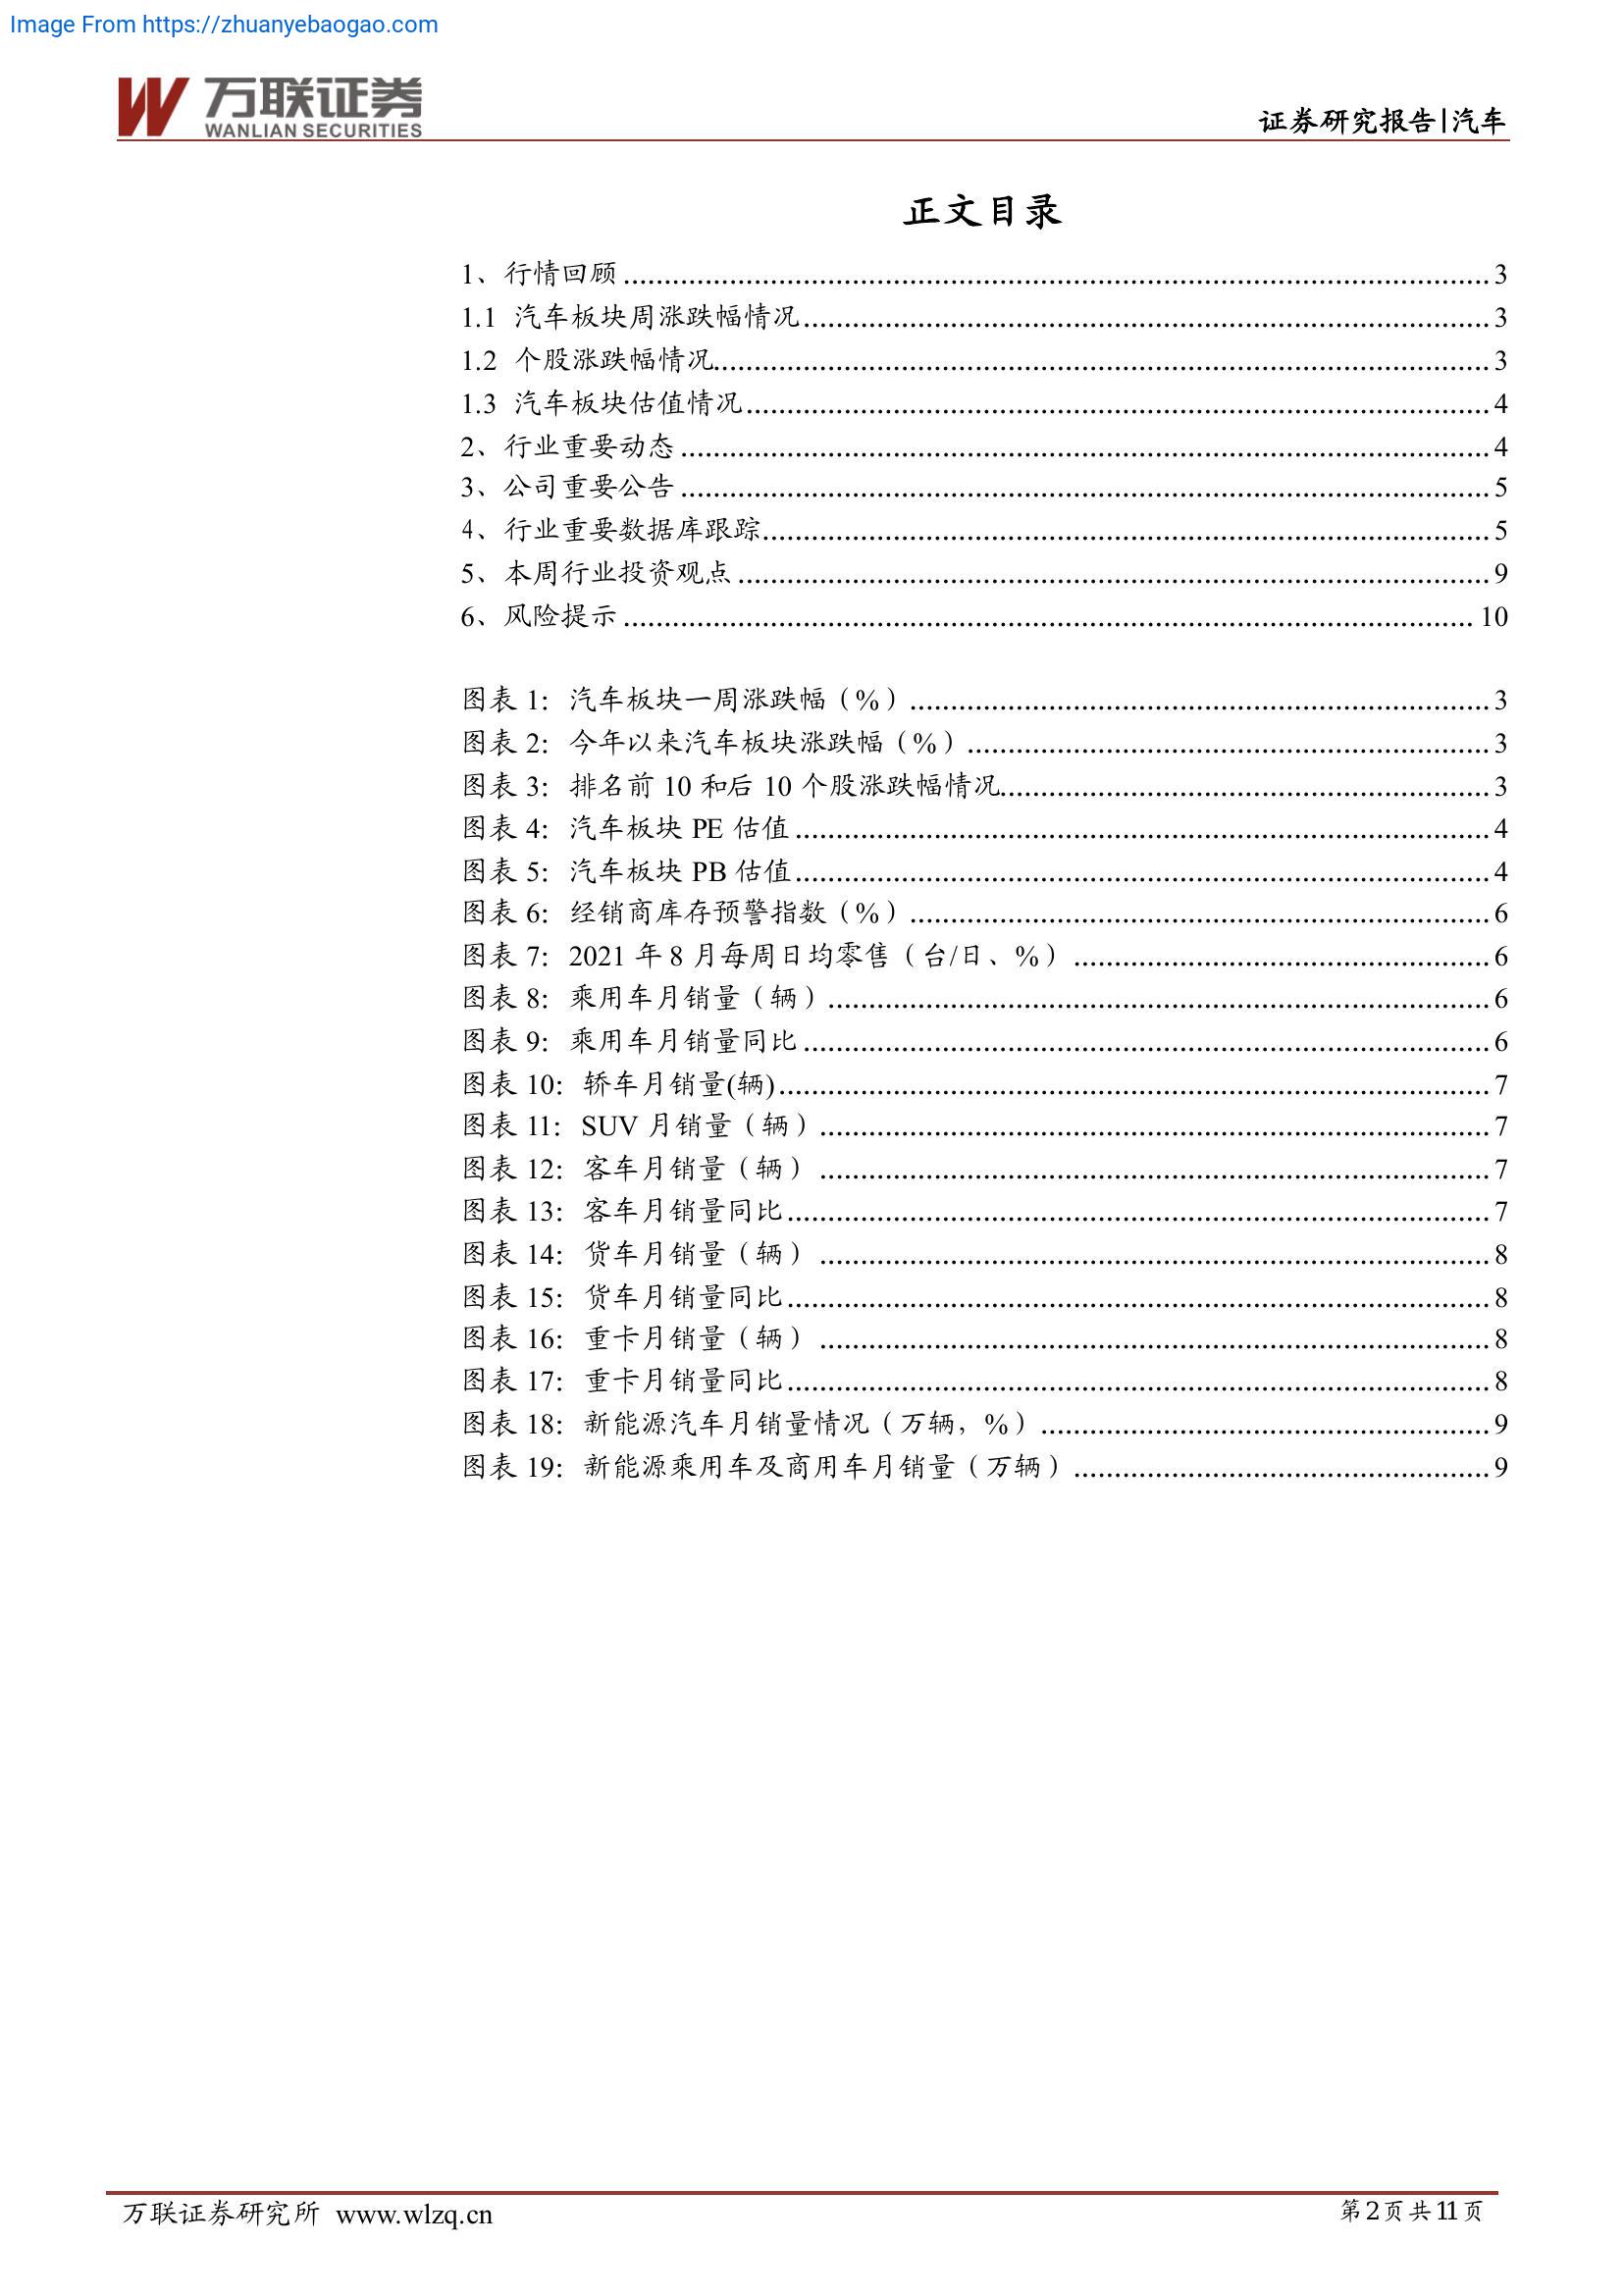 Image From https://zhuanyebaogao.com
万联证券
WANLIAN SECURITIES
证券研究报告|汽车
正文目录
1、行情回顾 ........ 3
1.1 汽车板块周涨跌幅情况........ 3
1.2 个股涨跌幅情况........ 3
1.3 汽车板块估值情况........ 4
2、行业重要动态 ........ 4
3、公司重要公告 ........ 5
4、行业重要数据库跟踪........ 5
5、本周行业投资观点 ........ 9
6、风险提示 ........ 10
图表 1：汽车板块一周涨跌幅（%）........ 3
图表 2：今年以来汽车板块涨跌幅（%）........ 3
图表 3：排名前 10 和后 10 个股涨跌幅情况........ 3
图表 4：汽车板块 PE 估值 ........ 4
图表 5：汽车板块 PB 估值 ........ 4
图表 6：经销商库存预警指数（%）........ 6
图表 7：2021 年 8 月每周日均零售（台/日、%）........ 6
图表 8：乘用车月销量（辆）........ 6
图表 9：乘用车月销量同比 ........ 6
图表 10：轿车月销量(辆)........ 7
图表 11：SUV 月销量（辆）........ 7
图表 12：客车月销量（辆）........ 7
图表 13：客车月销量同比........ 7
图表 14：货车月销量（辆）........ 8
图表 15：货车月销量同比........ 8
图表 16：重卡月销量（辆）........ 8
图表 17：重卡月销量同比........ 8
图表 18：新能源汽车月销量情况（万辆，%）........ 9
图表 19：新能源乘用车及商用车月销量（万辆）........ 9
万联证券研究所 www.wlzq.cn
第2页共11页